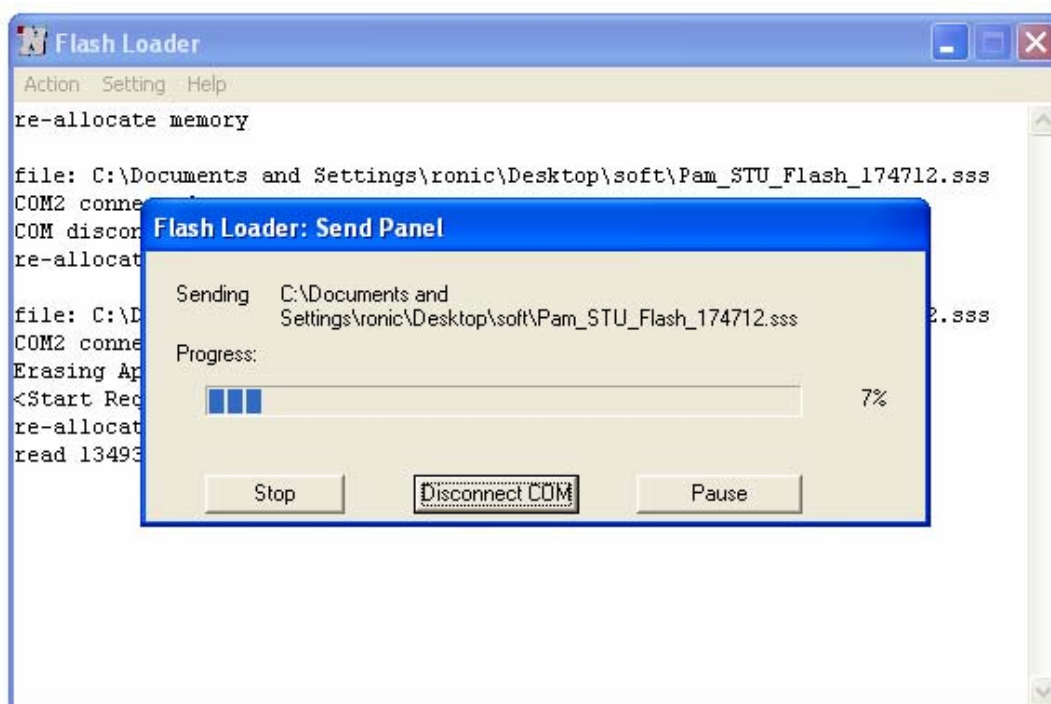 Flash Loader
Action Setting Help
re-allocate memory
file: C:\Documents and Settings\ronic\Desktop\soft\Pam_STU_Flash_174712.sss
COM2 conne
COM discon
re-allocat
file: C:\D 2.sss
COM2 conne
Erasing Ap
<Start Req
re-allocat
read 13493
Flash Loader: Send Panel
Sending C:\Documents and
Settings\ronic\Desktop\soft\Pam_STU_Flash_174712.sss
Progress:
7%
Stop Disconnect COM Pause